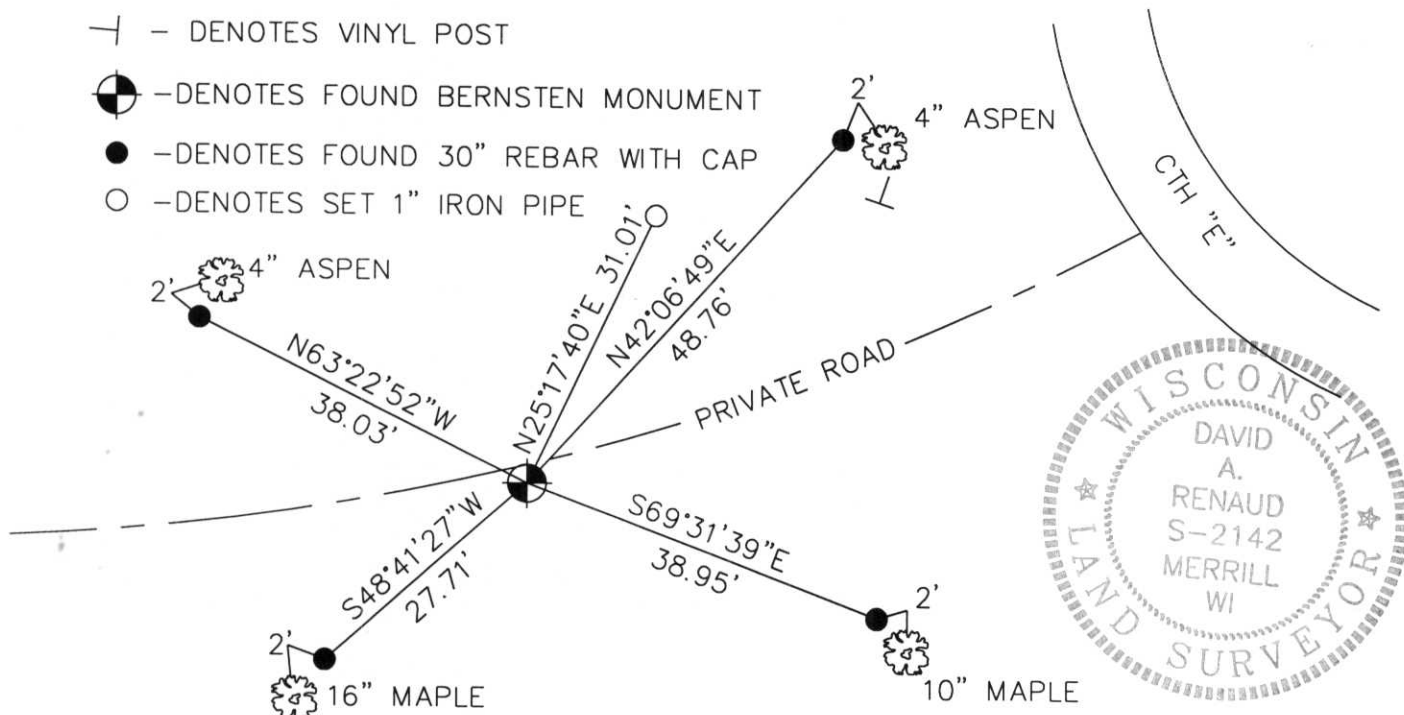 - DENOTES VINYL POST
-DENOTES FOUND BERNSTEN MONUMENT
-DENOTES FOUND 30" REBAR WITH CAP
-DENOTES SET 1" IRON PIPE
2'
4" ASPEN
CTH "E"
2'
4" ASPEN
N25°17'40"E 31.01'
N42°06'49"E
48.76'
N63°22'52"W
38.03'
PRIVATE ROAD
S48°41'27"W
27.71'
S69°31'39"E
38.95'
2'
16" MAPLE
2'
10" MAPLE
WISCONSIN
DAVID
A.
RENAUD
S-2142
MERRILL
WI
LAND SURVEYOR